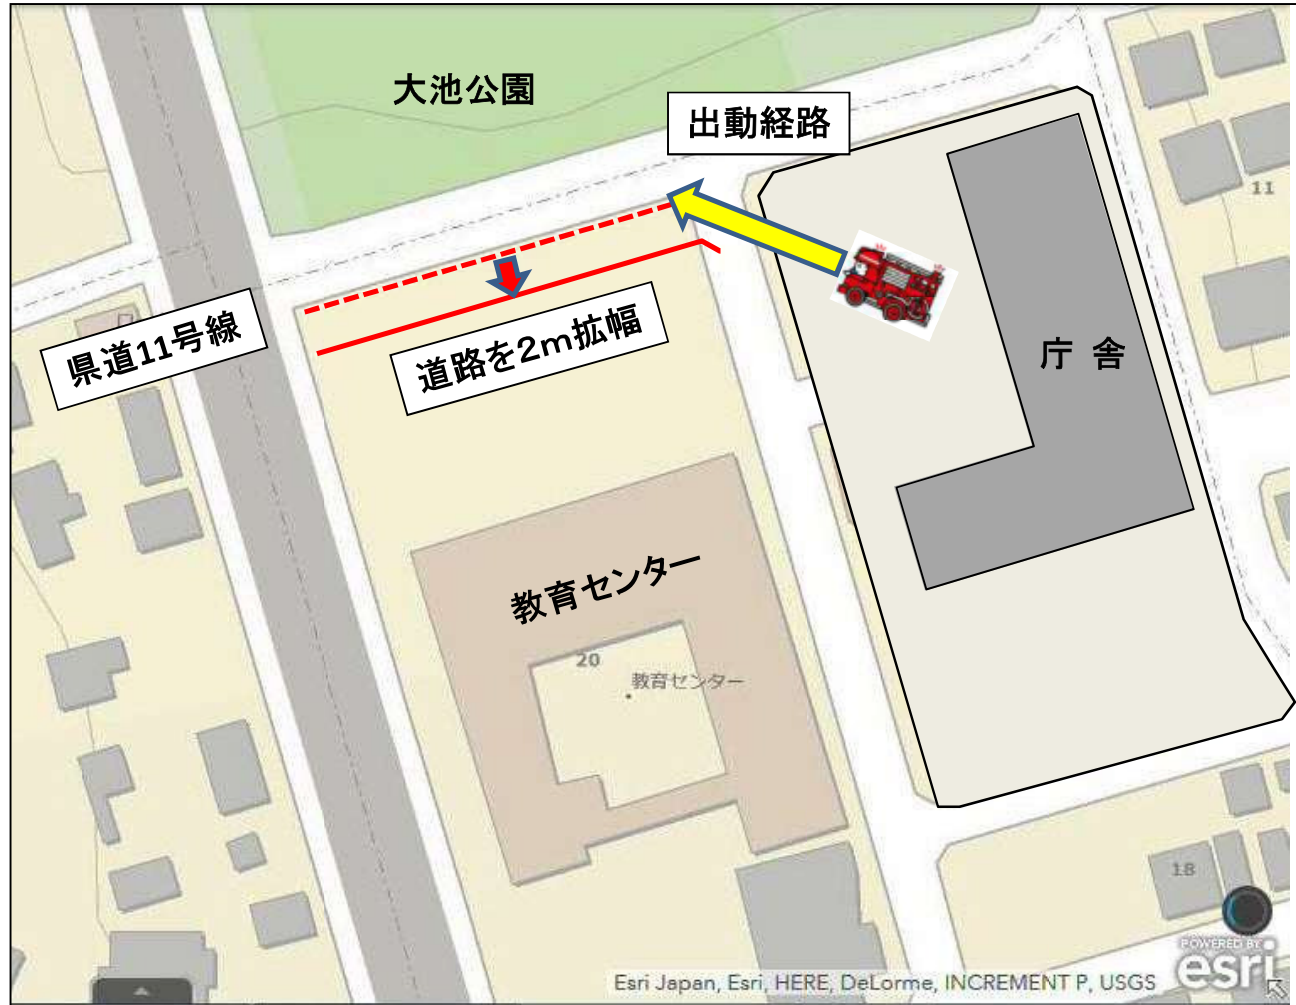 大池公園
出動経路
11
県道11号線
道路を2m拡幅
庁 舎
教育センター
20
教育センター
18
POWERED BY
esri
Esri Japan, Esri, HERE, DeLorme, INCREMENT P, USGS